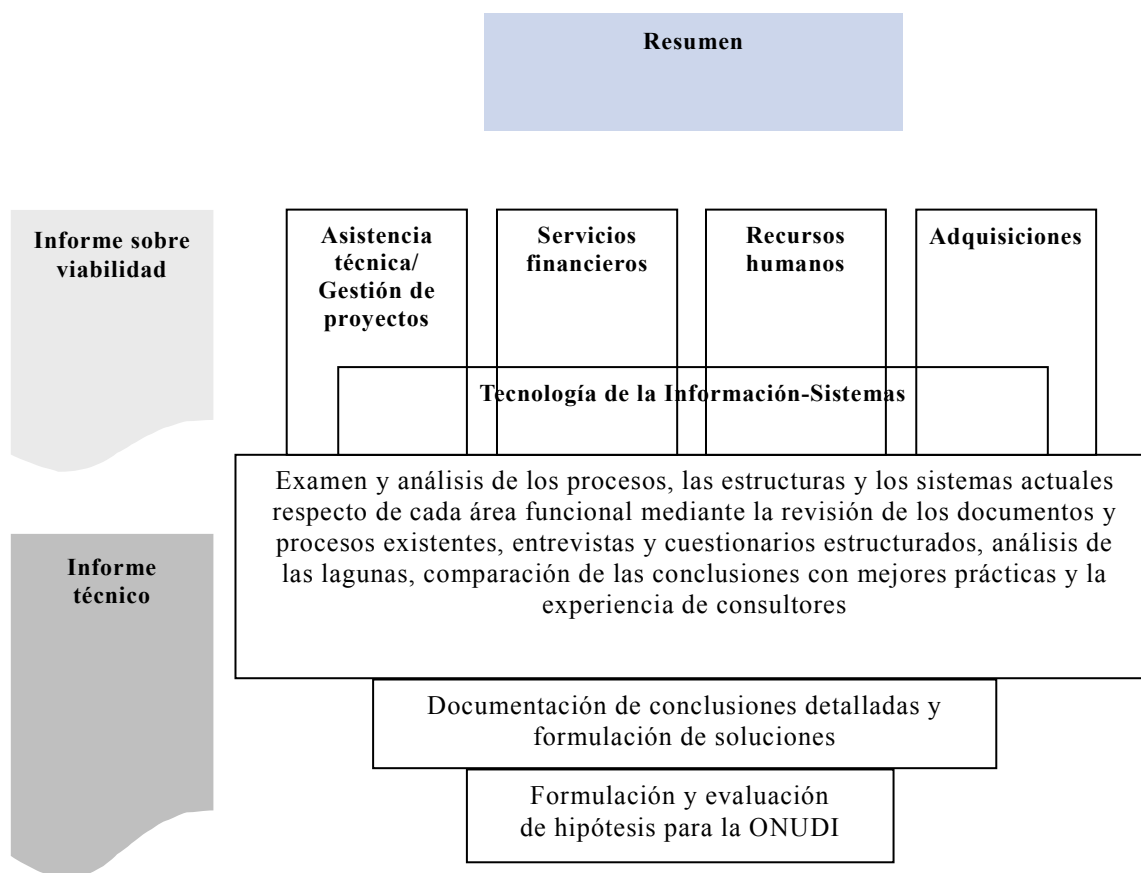 Resumen
Informe sobre
viabilidad
Asistencia
técnica/
Gestión de
proyectos
Servicios
financieros
Recursos
humanos
Adquisiciones
Tecnología de la Información-Sistemas
Examen y análisis de los procesos, las estructuras y los sistemas actuales
respecto de cada área funcional mediante la revisión de los documentos y
procesos existentes, entrevistas y cuestionarios estructurados, análisis de
las lagunas, comparación de las conclusiones con mejores prácticas y la
experiencia de consultores
Informe
técnico
Documentación de conclusiones detalladas y
formulación de soluciones
Formulación y evaluación
de hipótesis para la ONUDI